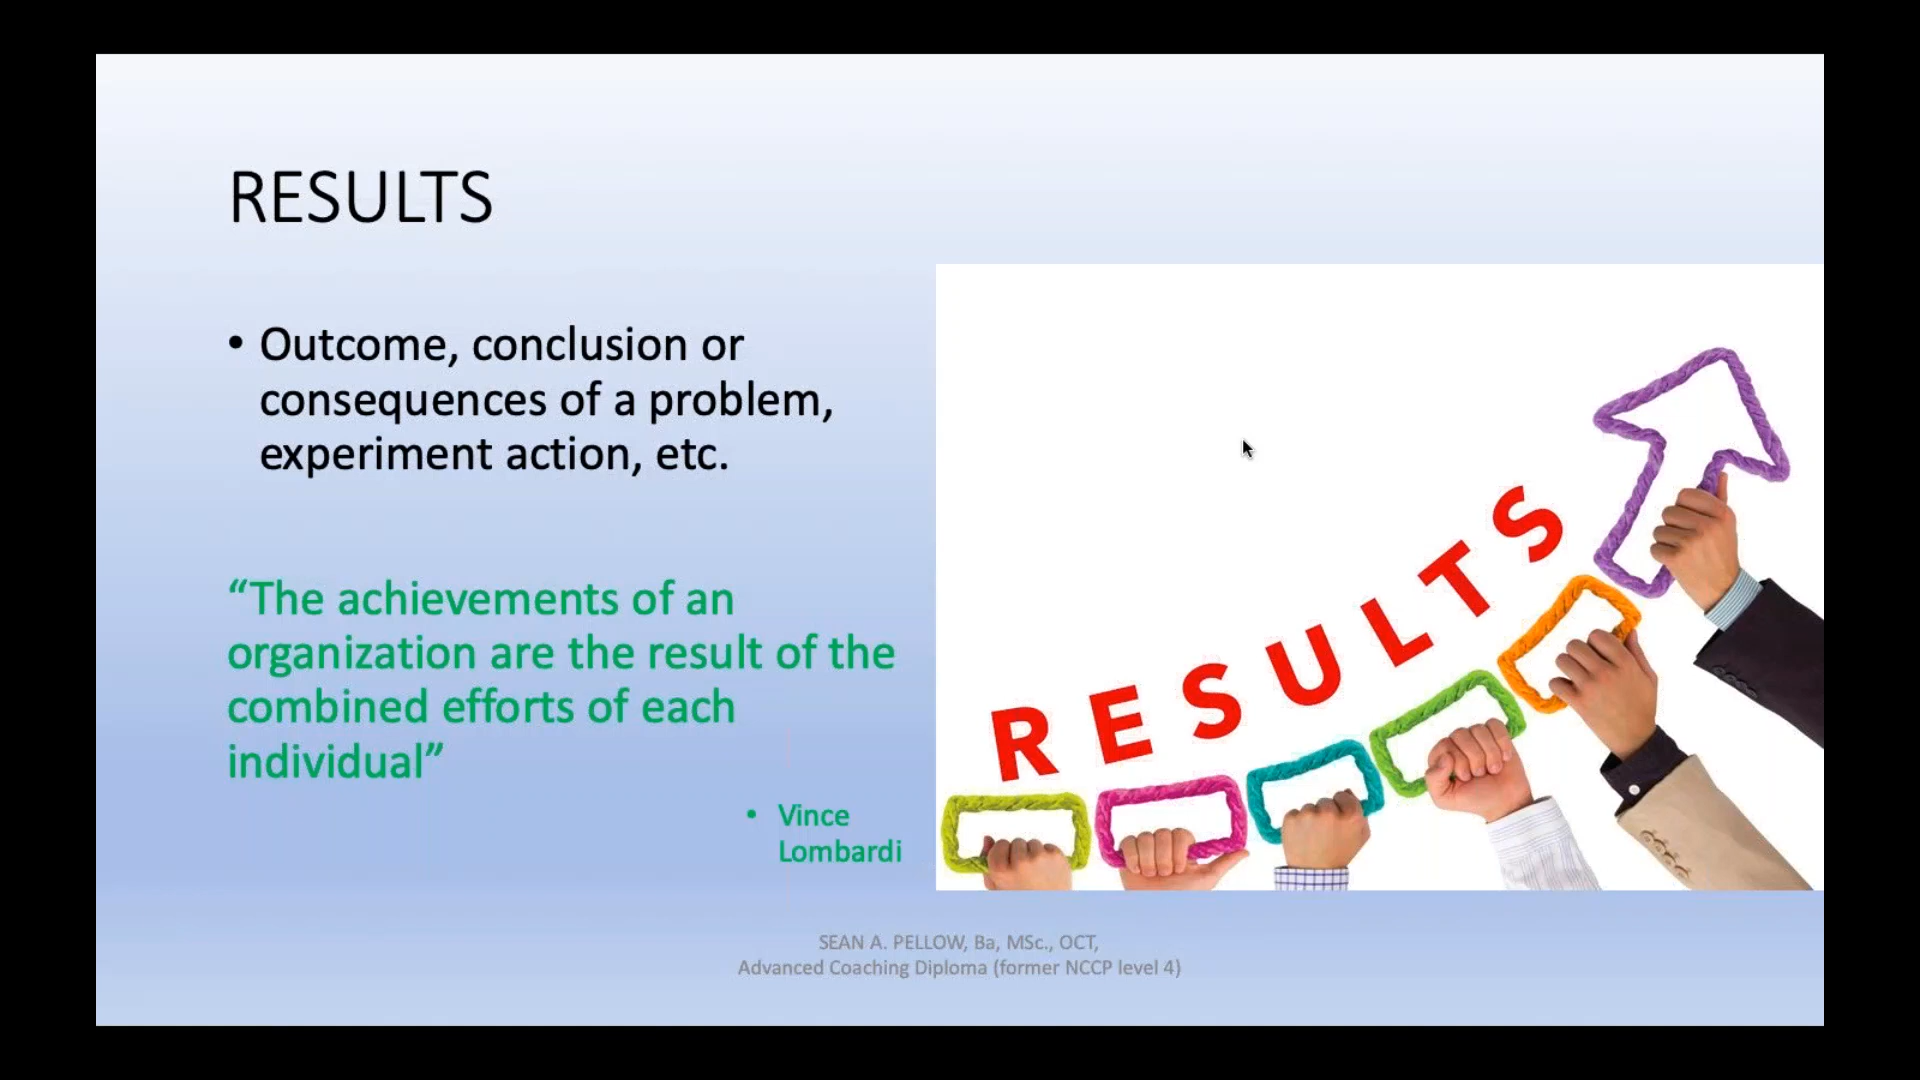 RESULTS
• Outcome, conclusion or
consequences of a problem,
experiment action, etc.
“The achievements of an
organization are the result of the
combined efforts of each
individual”
• Vince
Lombardi
RESULTS
SEAN A. PELLOW, Ba, MSc., OCT,
Advanced Coaching Diploma (former NCCP level 4)